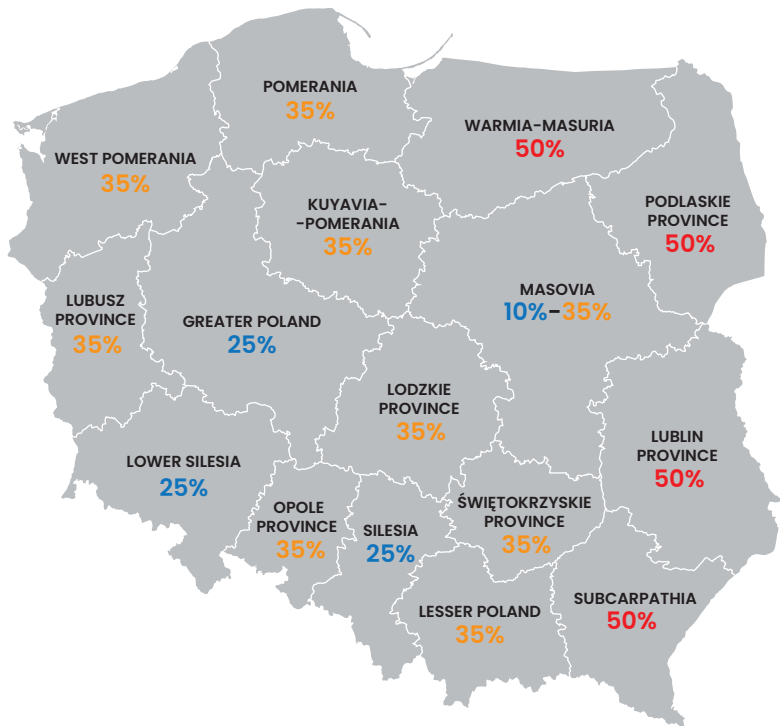 POMERANIA
35%
WARMIA-MASURIA
50%
WEST POMERANIA
35%
KUYAVIA-
-POMERANIA
35%
PODLASKIE
PROVINCE
50%
MASOVIA
10%-35%
LUBUSZ
PROVINCE
35%
GREATER POLAND
25%
LODZKIE
PROVINCE
35%
LUBLIN
PROVINCE
50%
LOWER SILESIA
25%
OPOLE
PROVINCE
35%
SILESIA
25%
ŚWIĘTOKRZYSKIE
PROVINCE
35%
LESSER POLAND
35%
SUBCARPATHIA
50%